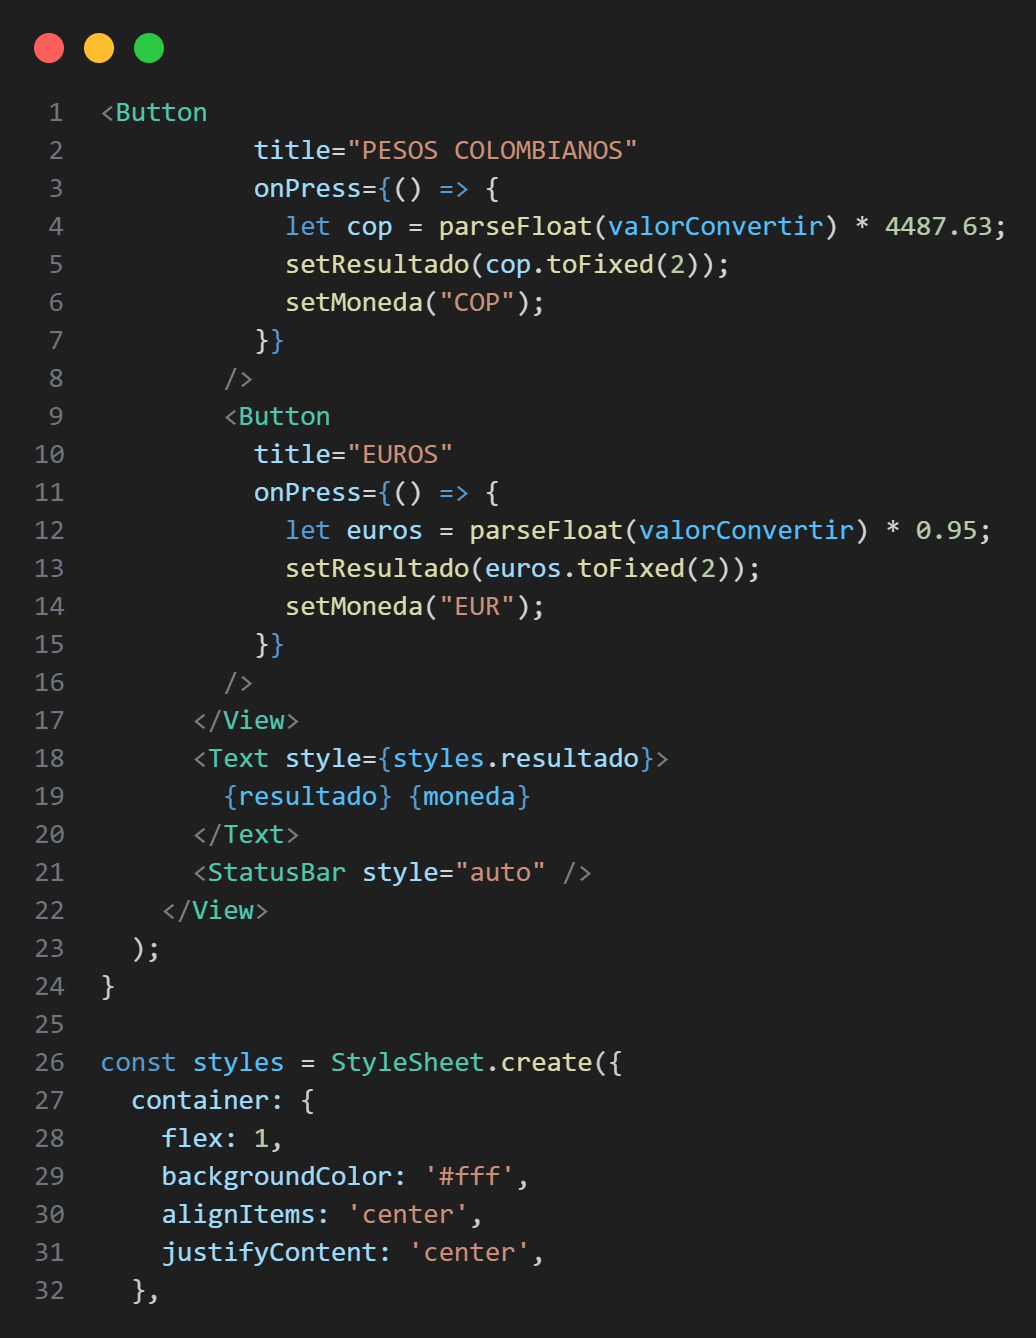 1 <Button
2 title="PESOS COLOMBIANOS"
3 onPress={() => {
4 let cop = parseFloat(valorConvertir) * 4487.63;
5 setResultado(cop.toFixed(2));
6 setMoneda("COP");
7 }}
8 />
9 <Button
10 title="EUROS"
11 onPress={() => {
12 let euros = parseFloat(valorConvertir) * 0.95;
13 setResultado(euros.toFixed(2));
14 setMoneda("EUR");
15 }}
16 />
17 </View>
18 <Text style={styles.resultado}>
19 {resultado} {moneda}
20 </Text>
21 <StatusBar style="auto" />
22 </View>
23 );
24 }
25
26 const styles = StyleSheet.create({
27 container: {
28 flex: 1,
29 backgroundColor: '#fff',
30 alignItems: 'center',
31 justifyContent: 'center',
32 },